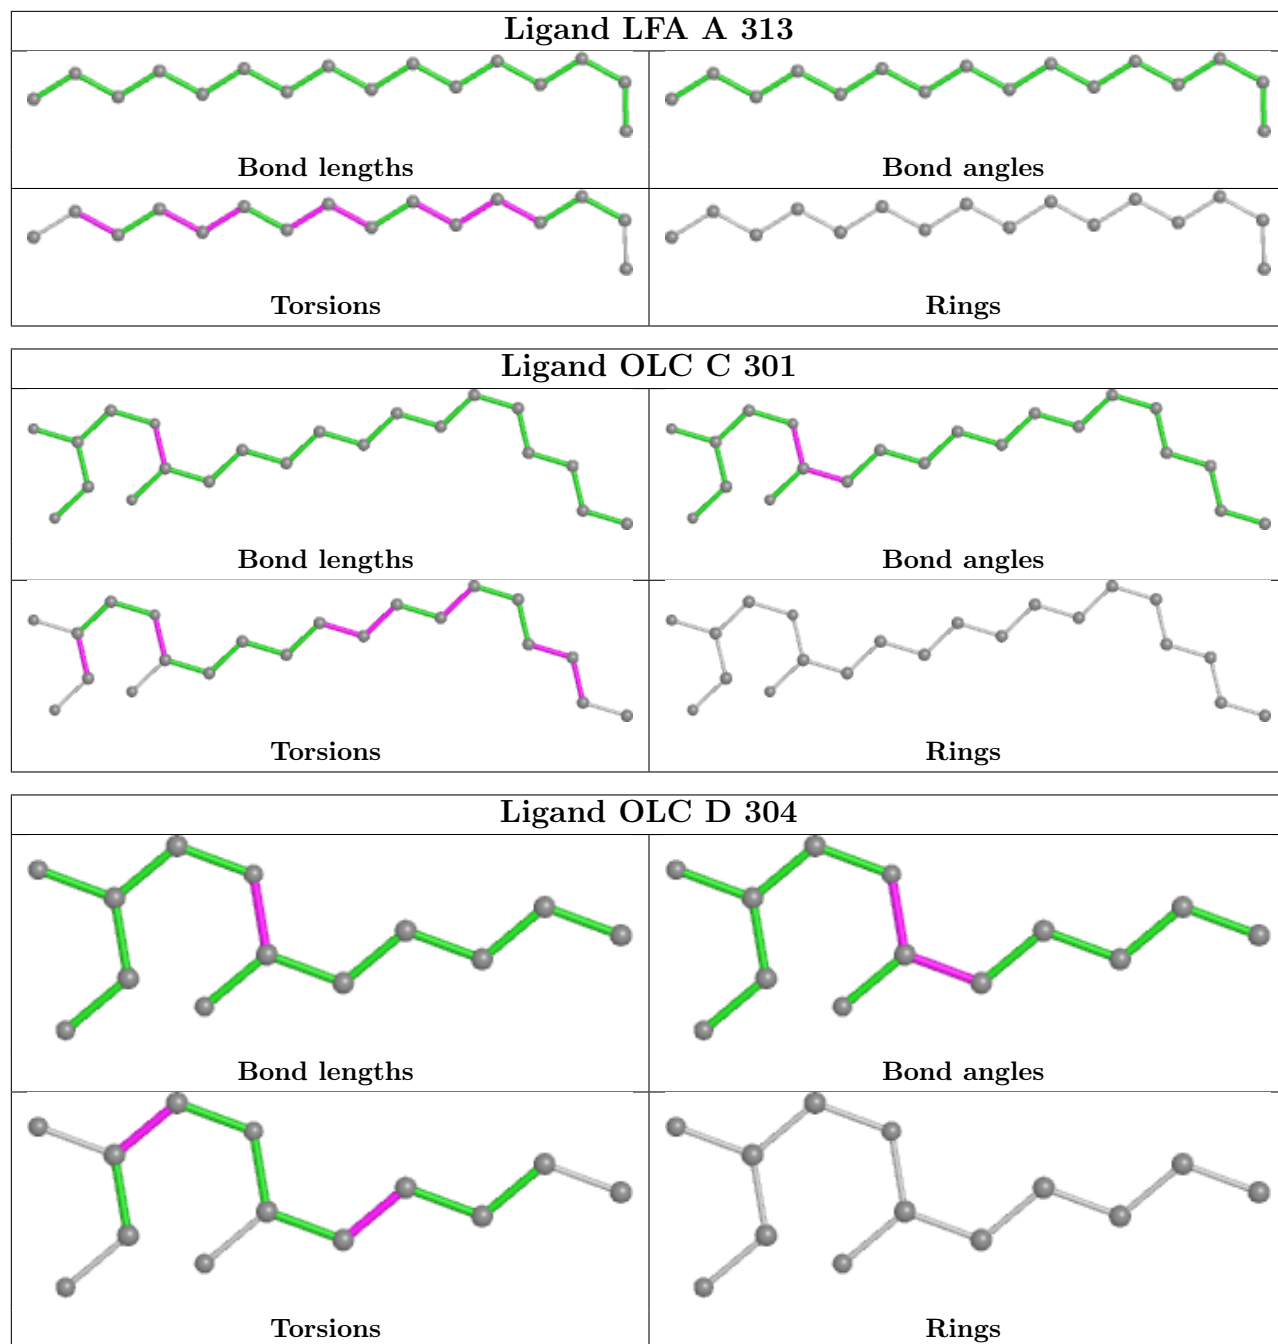 Ligand LFA A 313
Bond lengths
Bond angles
Torsions
Rings
Ligand OLC C 301
Bond lengths
Bond angles
Torsions
Rings
Ligand OLC D 304
Bond lengths
Bond angles
Torsions
Rings